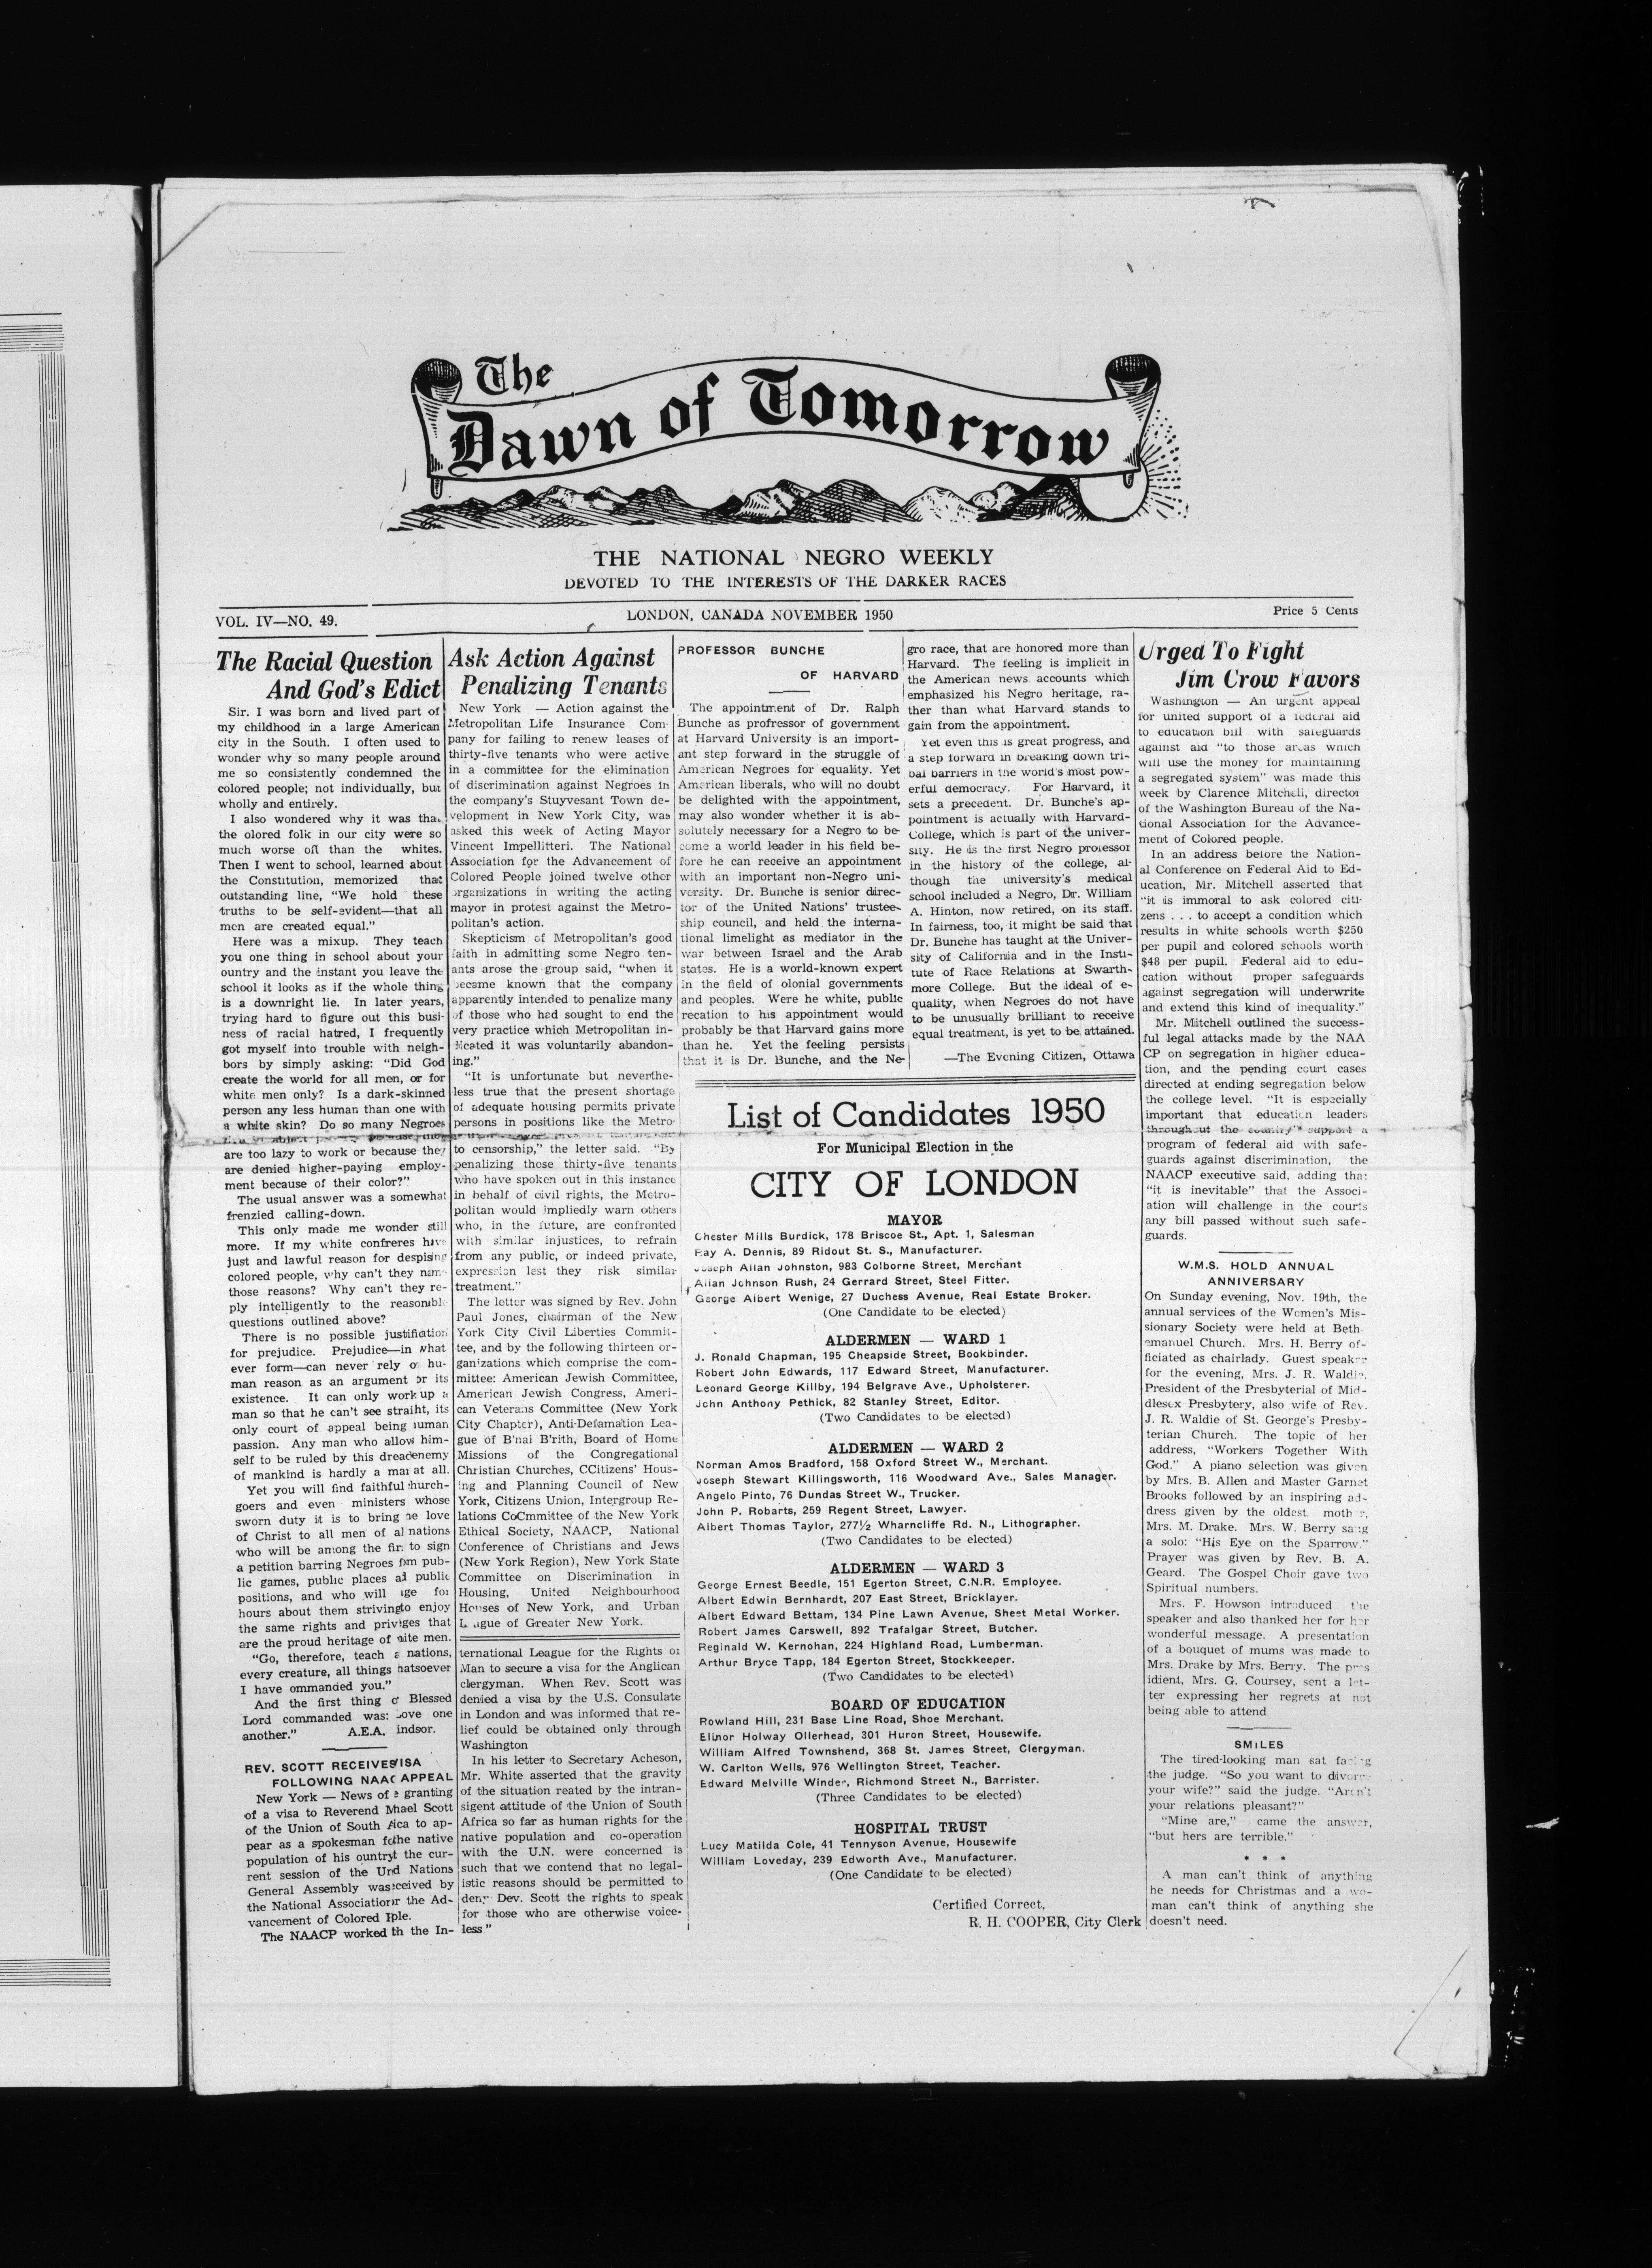 The
Dawn of Tomorrow
THE NATIONAL NEGRO WEEKLY
DEVOTED TO THE INTERESTS OF THE DARKER RACES
VOL. IV—NO. 49.
LONDON, CANADA NOVEMBER 1950
Price 5 Cents
The Racial Question
And God's Edict
Sir. I was born and lived part of
my childhood in a large American
city in the South. I often used to
wonder why so many people around
me so consistently condemned the
colored people; not individually, but
wholly and entirely.
I also wondered why it was that
the olored folk in our city were so
much worse off than the whites.
Then I went to school, learned about
the Constitution, memorized that
outstanding line, "We hold these
truths to be self-evident—that all
men are created equal."
Here was a mixup. They teach
you one thing in school about your
ountry and the instant you leave the
school it looks as if the whole thing
is a downright lie. In later years,
trying hard to figure out this busi-
ness of racial hatred, I frequently
got myself into trouble with neigh-
bors by simply asking: "Did God
create the world for all men, or for
white men only? Is a dark-skinned
person any less human than one with
a white skin? Do so many Negroes
are too lazy to work or because they
are denied higher-paying employ-
ment because of their color?"
The usual answer was a somewhat
frenzied calling-down.
This only made me wonder still
more. If my white confreres have
just and lawful reason for despising
colored people, why can't they name
those reasons? Why can't they re-
ply intelligently to the reasonable
questions outlined above?
There is no possible justifiation
for prejudice. Prejudice—in what
ever form—can never rely o hu-
man reason as an argument or its
existence. It can only work up a
man so that he can't see straiht, its
only court of appeal being human
passion. Any man who allow him-
self to be ruled by this dread enemy
of mankind is hardly a man at all.
Yet you will find faithful church-
goers and even ministers whose
sworn duty it is to bring he love
of Christ to all men of al nations
who will be among the fir to sign
a petition barring Negroes fom pub-
lic games, public places ad public
positions, and who will ige for
hours about them striving to enjoy
the same rights and priviges that
are the proud heritage of hite men.
"Go, therefore, teach a nations,
every creature, all things hatsoever
I have ommanded you."
And the first thing o Blessed
Lord commanded was: Love one
another." A.E.A. indsor.
REV. SCOTT RECEIVES VISA
FOLLOWING NAAC APPEAL
New York — News of granting
of a visa to Reverend Mhael Scott
of the Union of South Aica to ap-
pear as a spokesman fo the native
population of his ountry t the cur-
rent session of the Und Nations
General Assembly was ceived by
the National Association r the Ad-
vancement of Colored Iple.
The NAACP worked th the In-
Ask Action Against
Penalizing Tenants
New York — Action against the
Metropolitan Life Insurance Com-
pany for failing to renew leases of
thirty-five tenants who were active
in a committee for the elimination
of discrimination against Negroes in
the company's Stuyvesant Town de-
velopment in New York City, was
asked this week of Acting Mayor
Vincent Impellitteri. The National
Association for the Advancement of
Colored People joined twelve other
organizations in writing the acting
mayor in protest against the Metro-
politan's action.
Skepticism of Metropolitan's good
faith in admitting some Negro ten-
ants arose the group said, "when it
became known that the company
apparently intended to penalize many
of those who had sought to end the
very practice which Metropolitan in-
dicated it was voluntarily abandon-
ing."
"It is unfortunate but neverthe-
less true that the present shortage
of adequate housing permits private
persons in positions like the Metro-
to censorship," the letter said. "By
penalizing those thirty-five tenants
who have spoken out in this instance
in behalf of civil rights, the Metro-
politan would impliedly warn others
who, in the future, are confronted
with similar injustices, to refrain
from any public, or indeed private,
expression lest they risk similar
treatment."
The letter was signed by Rev. John
Paul Jones, chairman of the New
York City Civil Liberties Commit-
tee, and by the following thirteen or-
ganizations which comprise the com-
mittee: American Jewish Committee,
American Jewish Congress, Ameri-
can Veterans Committee (New York
City Chapter), Anti-Defamation Lea-
gue of B'nai B'rith, Board of Home
Missions of the Congregational
Christian Churches, CCitizens' Hous-
ing and Planning Council of New
York, Citizens Union, Intergroup Re-
lations CoCmmittee of the New York
Ethical Society, NAACP, National
Conference of Christians and Jews
(New York Region), New York State
Committee on Discrimination in
Housing, United Neighbourhood
Houses of New York, and Urban
League of Greater New York.
ternational League for the Rights of
Man to secure a visa for the Anglican
clergyman. When Rev. Scott was
denied a visa by the U.S. Consulate
in London and was informed that re-
lief could be obtained only through
Washington
In his letter to Secretary Acheson,
Mr. White asserted that the gravity
of the situation reated by the intran-
sigent attitude of the Union of South
Africa so far as human rights for the
native population and co-operation
with the U.N. were concerned is
such that we contend that no legal-
istic reasons should be permitted to
deny Dev. Scott the rights to speak
for those who are otherwise voice-
less"
PROFESSOR BUNCHE
OF HARVARD
The appointment of Dr. Ralph
Bunche as profressor of government
at Harvard University is an import-
ant step forward in the struggle of
American Negroes for equality. Yet
American liberals, who will no doubt
be delighted with the appointment,
may also wonder whether it is ab-
solutely necessary for a Negro to be-
come a world leader in his field be-
fore he can receive an appointment
with an important non-Negro uni-
versity. Dr. Bunche is senior direc-
tor of the United Nations' trustee-
ship council, and held the interna-
tional limelight as mediator in the
war between Israel and the Arab
states. He is a world-known expert
in the field of olonial governments
and peoples. Were he white, public
recation to his appointment would
probably be that Harvard gains more
than he. Yet the feeling persists
that it is Dr. Bunche, and the Ne-
gro race, that are honored more than
Harvard. The feeling is implicit in
the American news accounts which
emphasized his Negro heritage, ra-
ther than what Harvard stands to
gain from the appointment.
Yet even this is great progress, and
a step forward in breaking down tri-
bal barriers in the world's most pow-
erful democracy. For Harvard, it
sets a precedent. Dr. Bunche's ap-
pointment is actually with Harvard-
College, which is part of the univer-
sity. He is the first Negro professor
in the history of the college, al-
though the university's medical
school included a Negro, Dr. William
A. Hinton, now retired, on its staff.
In fairness, too, it might be said that
Dr. Bunche has taught at the Univer-
sity of California and in the Insti-
tute of Race Relations at Swarth-
more College. But the ideal of e-
quality, when Negroes do not have
to be unusually brilliant to receive
equal treatment, is yet to be attained.
—The Evening Citizen, Ottawa
List of Candidates 1950
For Municipal Election in the
CITY OF LONDON
MAYOR
Chester Mills Burdick, 178 Briscoe St., Apt. 1, Salesman
Ray A. Dennis, 89 Ridout St. S., Manufacturer.
Joseph Allan Johnston, 983 Colborne Street, Merchant
Allan Johnson Rush, 24 Gerrard Street, Steel Fitter.
George Albert Wenige, 27 Duchess Avenue, Real Estate Broker.
(One Candidate to be elected)
ALDERMEN — WARD 1
J. Ronald Chapman, 195 Cheapside Street, Bookbinder.
Robert John Edwards, 117 Edward Street, Manufacturer.
Leonard George Killby, 194 Belgrave Ave., Upholsterer.
John Anthony Pethick, 82 Stanley Street, Editor.
(Two Candidates to be elected)
ALDERMEN — WARD 2
Norman Amos Bradford, 158 Oxford Street W., Merchant.
Joseph Stewart Killingsworth, 116 Woodward Ave., Sales Manager.
Angelo Pinto, 76 Dundas Street W., Trucker.
John P. Robarts, 259 Regent Street, Lawyer.
Albert Thomas Taylor, 277½ Wharncliffe Rd. N., Lithographer.
(Two Candidates to be elected)
ALDERMEN — WARD 3
George Ernest Beedle, 151 Egerton Street, C.N.R. Employee.
Albert Edwin Bernhardt, 207 East Street, Bricklayer.
Albert Edward Bettam, 134 Pine Lawn Avenue, Sheet Metal Worker.
Robert James Carswell, 892 Trafalgar Street, Butcher.
Reginald W. Kernohan, 224 Highland Road, Lumberman.
Arthur Bryce Tapp, 184 Egerton Street, Stockkeeper.
(Two Candidates to be elected)
BOARD OF EDUCATION
Rowland Hill, 231 Base Line Road, Shoe Merchant.
Elinor Holway Ollerhead, 301 Huron Street, Housewife.
William Alfred Townshend, 368 St. James Street, Clergyman.
W. Carlton Wells, 976 Wellington Street, Teacher.
Edward Melville Winder, Richmond Street N., Barrister.
(Three Candidates to be elected)
HOSPITAL TRUST
Lucy Matilda Cole, 41 Tennyson Avenue, Housewife
William Loveday, 239 Edworth Ave., Manufacturer.
(One Candidate to be elected)
Certified Correct,
R. H. COOPER, City Clerk
Urged To Fight
Jim Crow Favors
Washington — An urgent appeal
for united support of a federal aid
to education bill with safeguards
against aid "to those areas which
will use the money for maintaining
a segregated system" was made this
week by Clarence Mitchell, director
of the Washington Bureau of the Na-
tional Association for the Advance-
ment of Colored people.
In an address before the Nation-
al Conference on Federal Aid to Ed-
ucation, Mr. Mitchell asserted that
"it is immoral to ask colored citi-
zens . . . to accept a condition which
results in white schools worth $250
per pupil and colored schools worth
$48 per pupil. Federal aid to edu-
cation without proper safeguards
against segregation will underwrite
and extend this kind of inequality."
Mr. Mitchell outlined the success-
ful legal attacks made by the NAA
CP on segregation in higher educa-
tion, and the pending court cases
directed at ending segregation below
the college level. "It is especially
important that education leaders
throughout the country support a
program of federal aid with safe-
guards against discrimination, the
NAACP executive said, adding that
"it is inevitable" that the Associ-
ation will challenge in the courts
any bill passed without such safe-
guards.
W.M.S. HOLD ANNUAL
ANNIVERSARY
On Sunday evening, Nov. 19th, the
annual services of the Women's Mis-
sionary Society were held at Beth
emanuel Church. Mrs. H. Berry of-
ficiated as chairlady. Guest speaker
for the evening, Mrs. J. R. Waldie,
President of the Presbyterial of Mid-
dlesex Presbytery, also wife of Rev.
J. R. Waldie of St. George's Presby-
terian Church. The topic of her
address, "Workers Together With
God." A piano selection was given
by Mrs. B. Allen and Master Garnet
Brooks followed by an inspiring ad-
dress given by the oldest mother,
Mrs. M. Drake. Mrs. W. Berry sang
a solo: "His Eye on the Sparrow."
Prayer was given by Rev. B. A.
Geard. The Gospel Choir gave two
Spiritual numbers.
Mrs. F. Howson introduced the
speaker and also thanked her for her
wonderful message. A presentation
of a bouquet of mums was made to
Mrs. Drake by Mrs. Berry. The pres
idient, Mrs. G. Coursey, sent a let-
ter expressing her regrets at not
being able to attend
SMILES
The tired-looking man sat facing
the judge. "So you want to divorce
your wife?" said the judge. "Aren't
your relations pleasant?"
"Mine are," came the answer,
"but hers are terrible."
* * *
A man can't think of anything
he needs for Christmas and a wo-
man can't think of anything she
doesn't need.